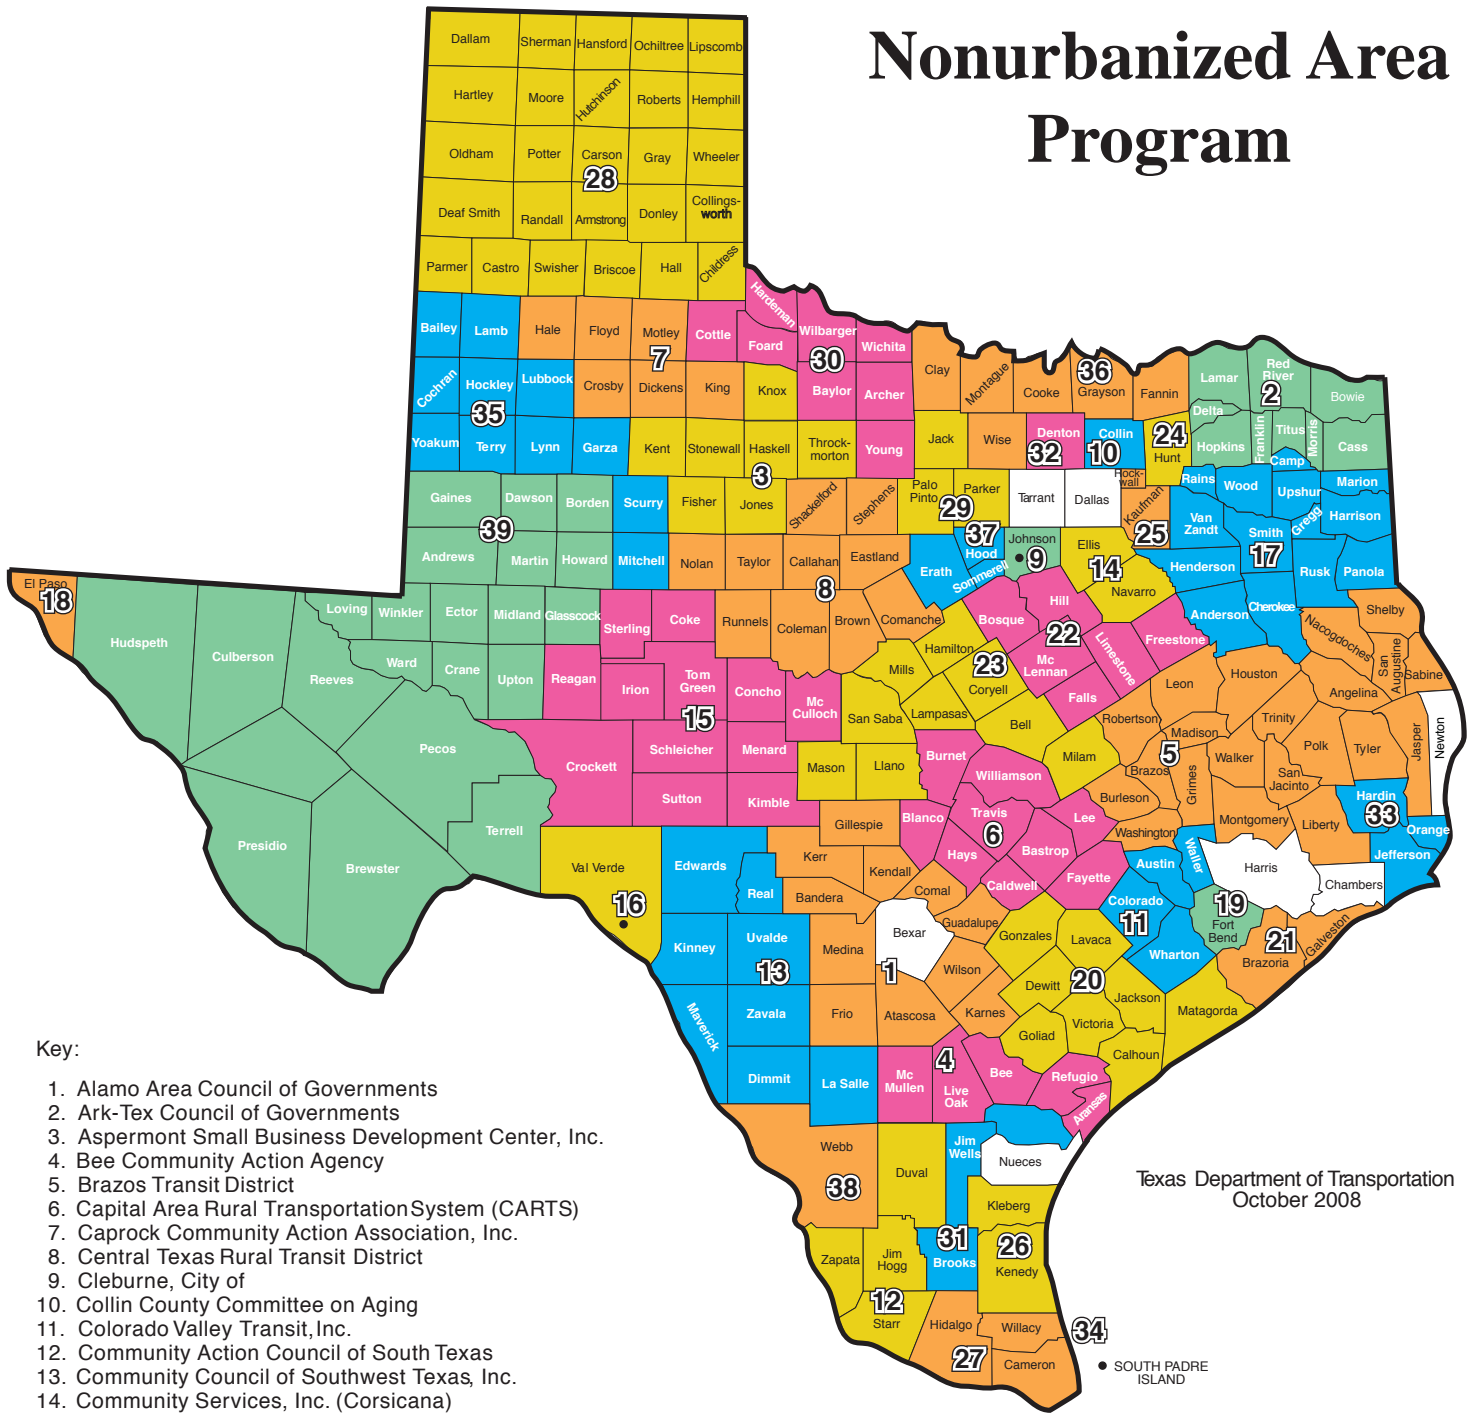 Nonurbanized Area
Program
Dallam
Sherman
Hansford
Ochiltree
Lipscomb
Hartley
Moore
Hutchinson
Roberts
Hemphill
Oldham
Potter
Carson
Gray
Wheeler
28
Deaf Smith
Randall
Armstrong
Donley
Collings-
worth
Parmer
Castro
Swisher
Briscoe
Hall
Childress
Bailey
Lamb
Hale
Floyd
Motley
Cottle
Hardeman
Foard
Wilbarger
Wichita
7
30
Clay
Montague
Cooke
36
Grayson
Fannin
Lamar
Red
River
2
Bowie
Cochran
Hockley
Lubbock
Crosby
Dickens
King
Knox
Baylor
Archer
35
Delta
Hopkins
Franklin
Titus
Morris
Cass
Camp
Yoakum
Terry
Lynn
Garza
Kent
Stonewall
Haskell
Throck-
morton
Young
Jack
Wise
Denton
32
Collin
10
24
Hunt
3
Gaines
Dawson
Borden
Scurry
Fisher
Jones
Shackelford
Stephens
Palo
Pinto
Parker
29
Tarrant
Dallas
Rock-
wall
Kaufman
25
Rains
Wood
Upshur
Marion
Van
Zandt
Smith
17
Gregg
Harrison
39
Andrews
Martin
Howard
Mitchell
Nolan
Taylor
Callahan
Eastland
8
Erath
37
Hood
Sommerell
Johnson
9
Ellis
14
Navarro
Henderson
Rusk
Panola
Anderson
Cherokee
El Paso
18
Hudspeth
Culberson
Loving
Winkler
Ector
Midland
Glasscock
Sterling
Coke
Runnels
Coleman
Brown
Comanche
Reeves
Ward
Crane
Upton
Reagan
Irion
Tom
Green
Concho
Mc
Culloch
15
Hamilton
Mills
Bosque
Hill
22
Mc
Lennan
Limestone
Freestone
23
Coryell
Falls
Lampasas
San Saba
Bell
Milam
Leon
Houston
Nacogdoches
Shelby
San
Augustine
Sabine
Angelina
Trinity
Robertson
Madison
5
Brazos
Grimes
Walker
San
Jacinto
Polk
Tyler
Jasper
Newton
Pecos
Crockett
Schleicher
Menard
Sutton
Kimble
Mason
Llano
Burnet
Williamson
Burleson
Washington
Montgomery
Liberty
Hardin
33
Orange
Jefferson
Presidio
Brewster
Terrell
Val Verde
16
Edwards
Real
Gillespie
Kerr
Kendall
Bandera
Blanco
Travis
6
Hays
Lee
Bastrop
Caldwell
Fayette
Comal
Guadalupe
Austin
Waller
Harris
Chambers
Colorado
11
Wharton
19
Fort
Bend
21
Brazoria
Galveston
Kinney
Uvalde
13
Medina
Bexar
1
Wilson
Gonzales
Lavaca
Dewitt
20
Jackson
Matagorda
Maverick
Zavala
Frio
Atascosa
Karnes
Goliad
Victoria
Calhoun
Dimmit
La Salle
Mc
Mullen
4
Live
Oak
Bee
Refugio
Aransas
Webb
38
Duval
Jim
Wells
Nueces
Kleberg
31
Brooks
26
Kenedy
Zapata
Jim
Hogg
12
Starr
Hidalgo
27
Willacy
Cameron
34
SOUTH PADRE
ISLAND
Texas Department of Transportation
October 2008
Key:
1. Alamo Area Council of Governments
2. Ark-Tex Council of Governments
3. Aspermont Small Business Development Center, Inc.
4. Bee Community Action Agency
5. Brazos Transit District
6. Capital Area Rural Transportation System (CARTS)
7. Caprock Community Action Association, Inc.
8. Central Texas Rural Transit District
9. Cleburne, City of
10. Collin County Committee on Aging
11. Colorado Valley Transit, Inc.
12. Community Action Council of South Texas
13. Community Council of Southwest Texas, Inc.
14. Community Services, Inc. (Corsicana)